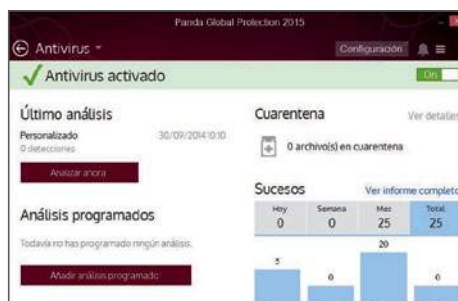 Panda Global Protection 2015
Antivirus
Configuración
Antivirus activado
On
Último análisis
Personalizado
30/09/2014 10:10
0 detecciones
Analizar ahora
Análisis programados
Todavía no has programado ningún análisis.
Añadir análisis programado
Cuarentena
Ver detalles
0 archivo(s) en cuarentena
Sucesos
Ver informe completo
Hoy Semana Mes Total
0 0 25 25
5 0 20 0